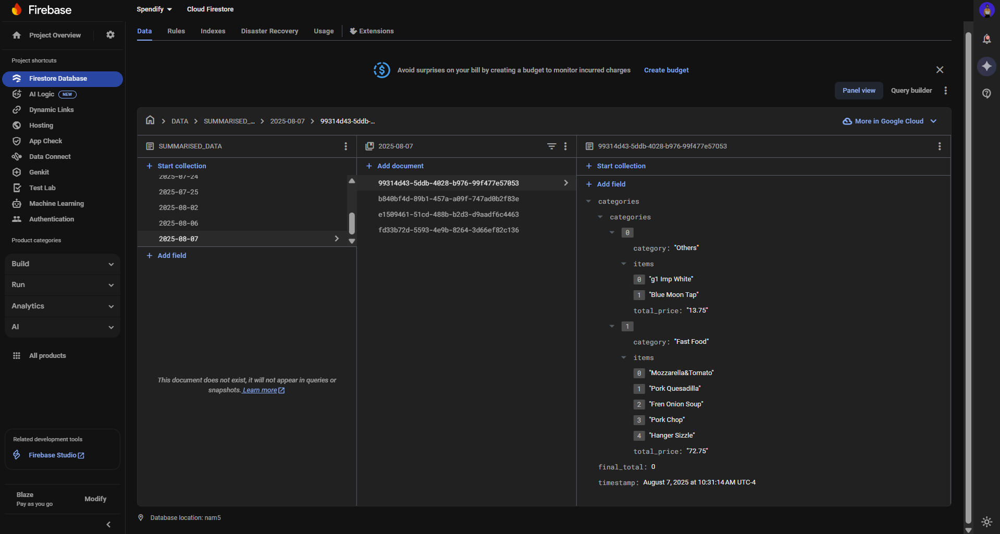 Firebase
Spendify
Cloud Firestore
Project Overview
Data
Rules
Indexes
Disaster Recovery
Usage
Extensions
Project shortcuts
Firestore Database
AI Logic
NEW
Dynamic Links
Hosting
App Check
Data Connect
Genkit
Test Lab
Machine Learning
Authentication
Product categories
Build
Run
Analytics
AI
All products
Related development tools
Firebase Studio
Blaze
Pay as you go
Modify
Avoid surprises on your bill by creating a budget to monitor incurred charges
Create budget
Panel view
Query builder
DATA
SUMMARISED_...
2025-08-07
99314d43-5ddb-...
More in Google Cloud
SUMMARISED_DATA
Start collection
2025-07-24
2025-07-25
2025-08-02
2025-08-06
2025-08-07
Add field
This document does not exist, it will not appear in queries or
snapshots. Learn more
2025-08-07
Add document
99314d43-5ddb-4028-b976-99f477e57053
b840bf4d-89b1-457a-a09f-747ad0b2f83e
e1509461-51cd-488b-b2d3-d9aadf6c4463
fd33b72d-5593-4e9b-8264-3d66ef82c136
99314d43-5ddb-4028-b976-99f477e57053
Start collection
Add field
categories
categories
0
category: "Others"
items
0 "g1 Imp White"
1 "Blue Moon Tap"
total_price: "13.75"
1
category: "Fast Food"
items
0 "Mozzarella&Tomato"
1 "Pork Quesadilla"
2 "Fren Onion Soup"
3 "Pork Chop"
4 "Hanger Sizzle"
total_price: "72.75"
final_total: 0
timestamp: August 7, 2025 at 10:31:14 AM UTC-4
Database location: nam5